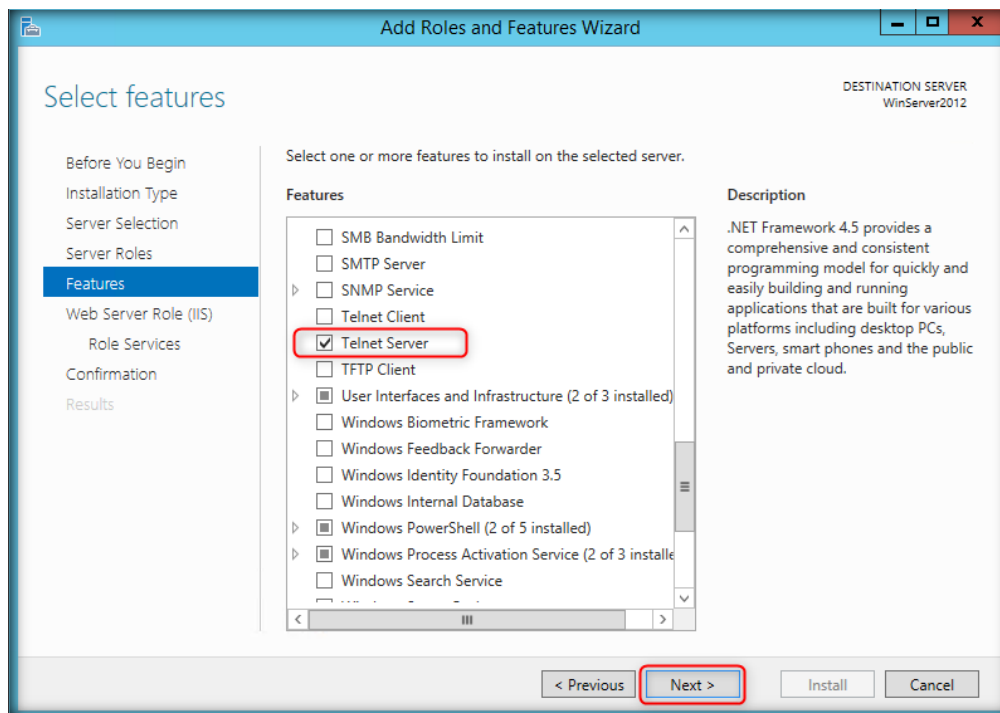 Add Roles and Features Wizard
Select features
DESTINATION SERVER
WinServer2012
Before You Begin
Installation Type
Server Selection
Server Roles
Features
Web Server Role (IIS)
Role Services
Confirmation
Results
Select one or more features to install on the selected server.
Features
SMB Bandwidth Limit
SMTP Server
SNMP Service
Telnet Client
Telnet Server
TFTP Client
User Interfaces and Infrastructure (2 of 3 installed)
Windows Biometric Framework
Windows Feedback Forwarder
Windows Identity Foundation 3.5
Windows Internal Database
Windows PowerShell (2 of 5 installed)
Windows Process Activation Service (2 of 3 installe
Windows Search Service
Description
.NET Framework 4.5 provides a
comprehensive and consistent
programming model for quickly and
easily building and running
applications that are built for various
platforms including desktop PCs,
Servers, smart phones and the public
and private cloud.
< Previous
Next >
Install
Cancel